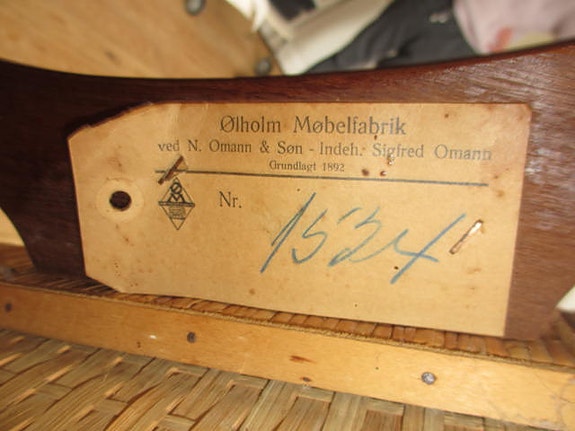 Ølholm Møbelfabrik
ved N. Omann & Søn - Indeh. Sigfred Omann
Grundlagt 1892
Nr. 1524